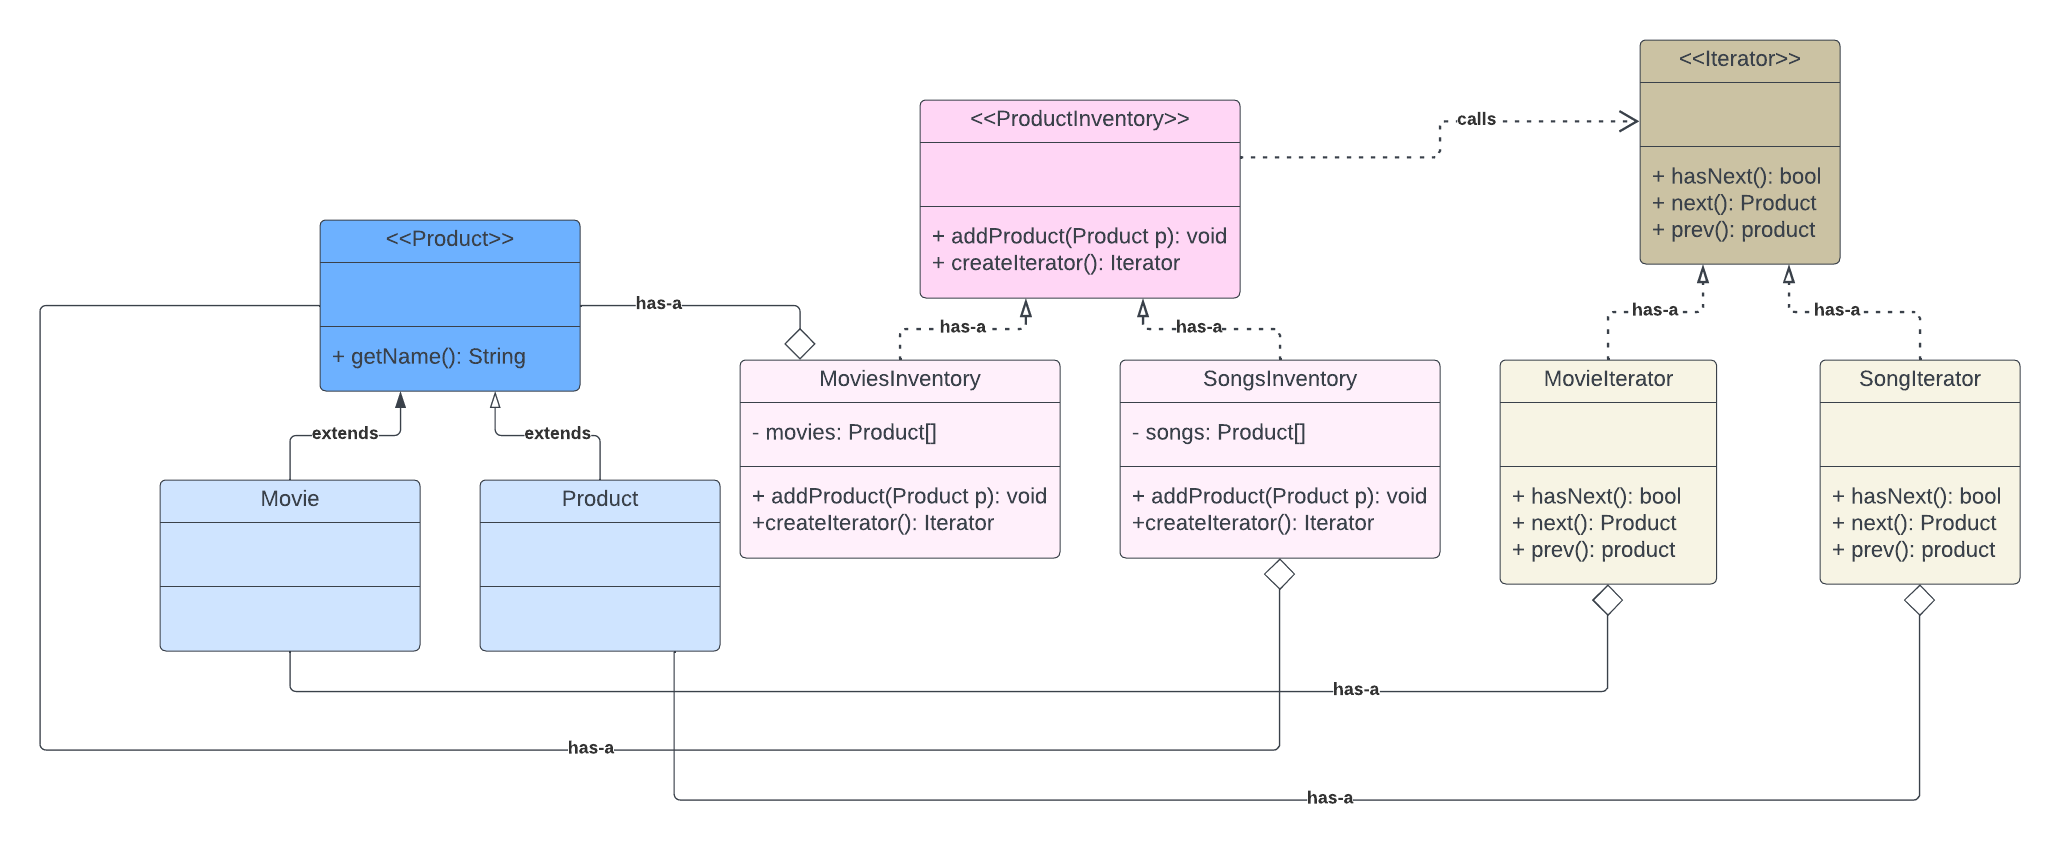 <<Iterator>>
+ hasNext(): bool
+ next(): Product
+ prev(): product
<<ProductInventory>>
+ addProduct(Product p): void
+ createIterator(): Iterator
calls
<<Product>>
+ getName(): String
has-a
has-a
has-a
has-a
has-a
extends
extends
MoviesInventory
- movies: Product[]
+ addProduct(Product p): void
+createIterator(): Iterator
SongsInventory
- songs: Product[]
+ addProduct(Product p): void
+createIterator(): Iterator
MovieIterator
+ hasNext(): bool
+ next(): Product
+ prev(): product
SongIterator
+ hasNext(): bool
+ next(): Product
+ prev(): product
Movie
Product
has-a
has-a
has-a